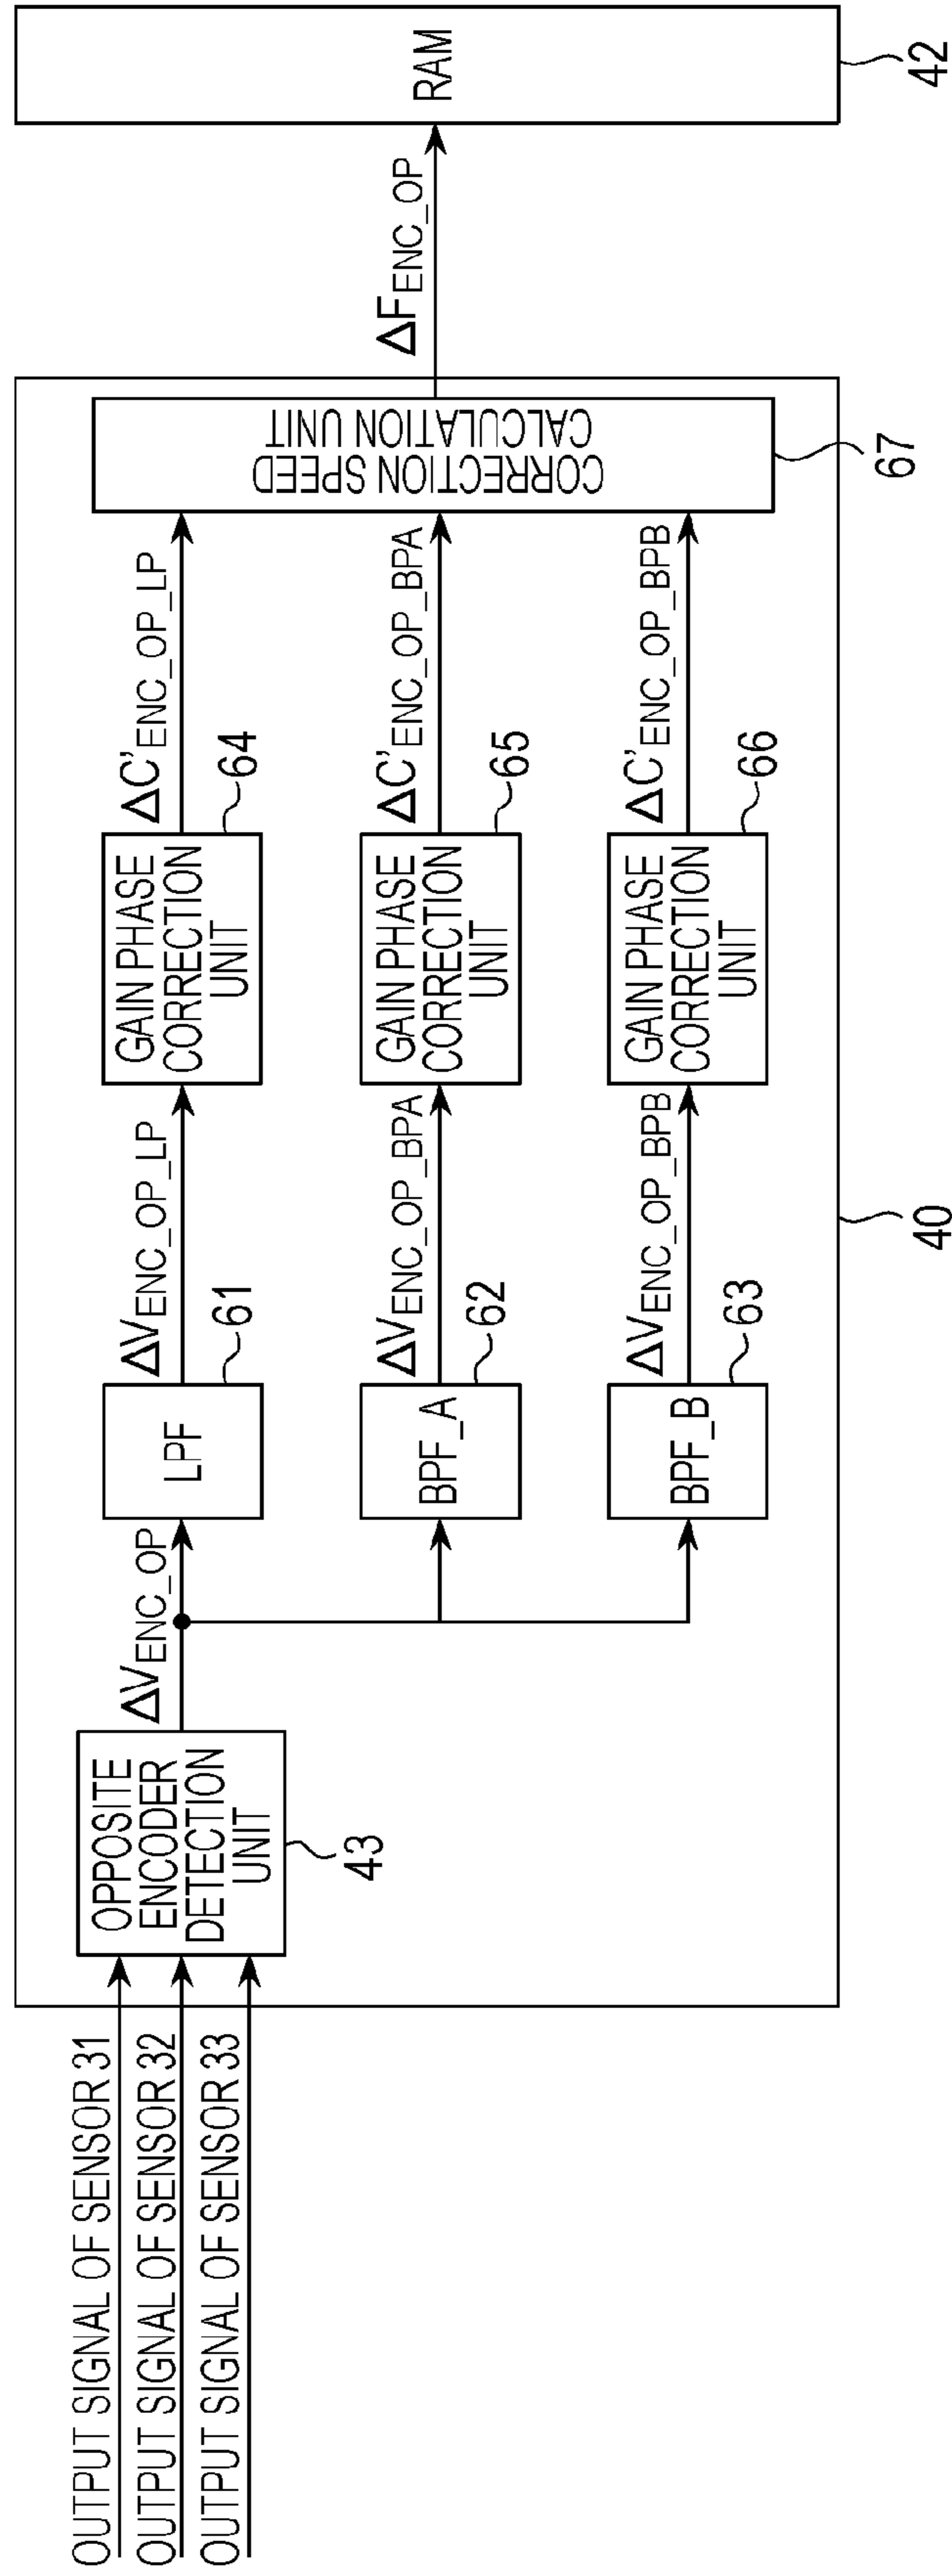 OUTPUT SIGNAL OF SENSOR 31
OUTPUT SIGNAL OF SENSOR 32
OUTPUT SIGNAL OF SENSOR 33
OPPOSITE
ENCODER
DETECTION
UNIT
43
ΔVENC_OP
LPF
61
BPF_A
62
BPF_B
63
ΔVENC_OP_LP
ΔVENC_OP_BPA
ΔVENC_OP_BPB
GAIN PHASE
CORRECTION
UNIT
64
GAIN PHASE
CORRECTION
UNIT
65
GAIN PHASE
CORRECTION
UNIT
66
ΔC'ENC_OP_LP
ΔC'ENC_OP_BPA
ΔC'ENC_OP_BPB
CORRECTION SPEED
CALCULATION UNIT
67
40
ΔFENC_OP
RAM
42